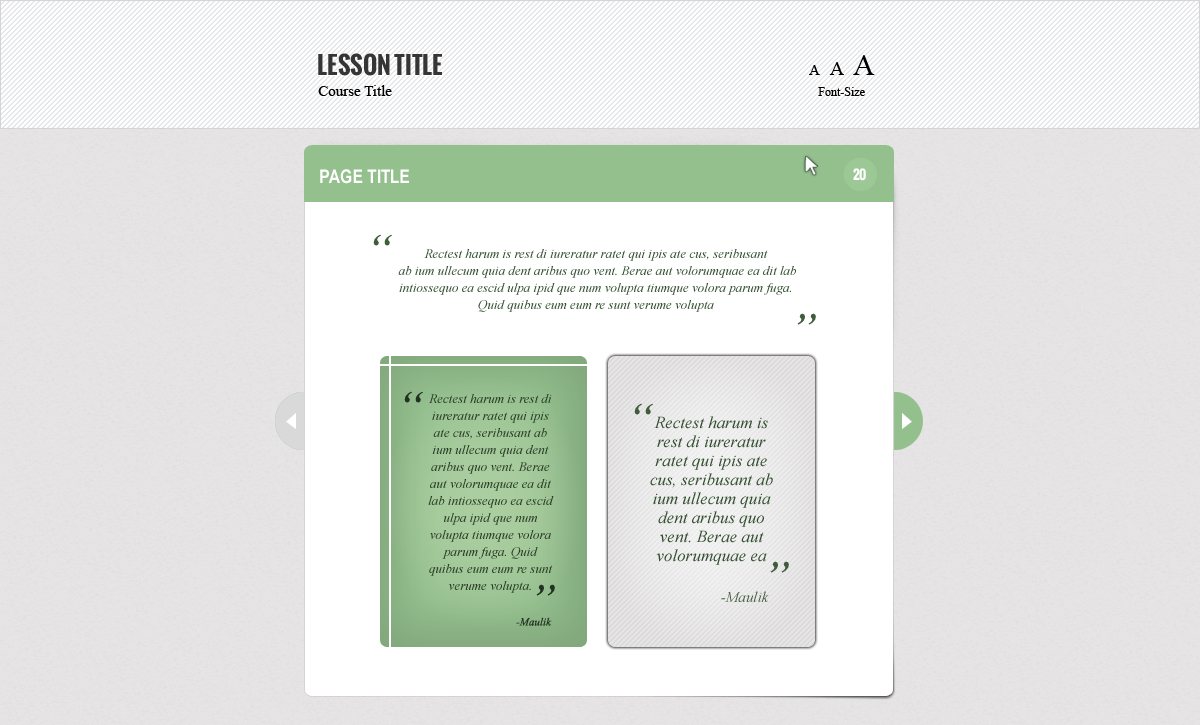 LESSON TITLE
Course Title
A A A
Font-Size
PAGE TITLE
20
“
Rectest harum is rest di iureratur ratet qui ipis ate cus, seribusant
ab ium ullecum quia dent aribus quo vent. Berae aut volorumquae ea dit lab
intiossequo ea escid ulpa ipid que num volupta tiumque volora parum fuga.
Quid quibus eum eum re sunt verume volupta
”
“ Rectest harum is rest di
iureratur ratet qui ipis
ate cus, seribusant ab
ium ullecum quia dent
aribus quo vent. Berae
aut volorumquae ea dit
lab intiossequo ea escid
ulpa ipid que num
volupta tiumque volora
parum fuga. Quid
quibus eum eum re sunt
verume volupta. ”
-Maulik
“ Rectest harum is
rest di iureratur
ratet qui ipis ate
cus, seribusant ab
ium ullecum quia
dent aribus quo
vent. Berae aut
volorumquae ea ”
-Maulik